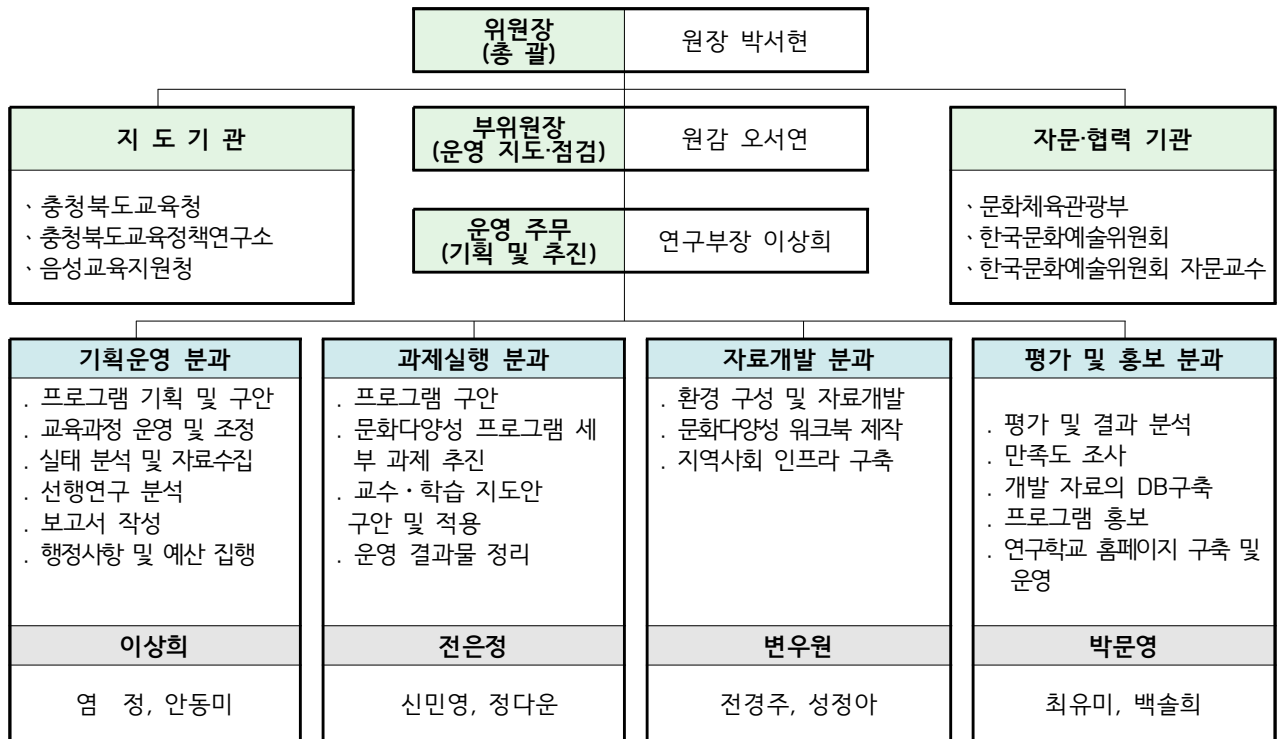 위원장
(총 괄)
원장 박서현
지 도 기 관
、충청북도교육청
、충청북도교육정책연구소
、음성교육지원청
부위원장
(운영 지도·점검)
원감 오서연
자문·협력 기관
、문화체육관광부
、한국문화예술위원회
、한국문화예술위원회 자문교수
운영 주무
(기획 및 추진)
연구부장 이상희
기획운영 분과
. 프로그램 기획 및 구안
. 교육과정 운영 및 조정
. 실태 분석 및 자료수집
. 선행연구 분석
. 보고서 작성
. 행정사항 및 예산 집행
이상희
염 정, 안동미
과제실행 분과
. 프로그램 구안
. 문화다양성 프로그램 세
부 과제 추진
. 교수·학습 지도안
구안 및 적용
. 운영 결과물 정리
전은정
신민영, 정다운
자료개발 분과
. 환경 구성 및 자료개발
. 문화다양성 워크북 제작
. 지역사회 인프라 구축
변우원
전경주, 성정아
평가 및 홍보 분과
. 평가 및 결과 분석
. 만족도 조사
. 개발 자료의 DB구축
. 프로그램 홍보
. 연구학교 홈페이지 구축 및
운영
박문영
최유미, 백솔희